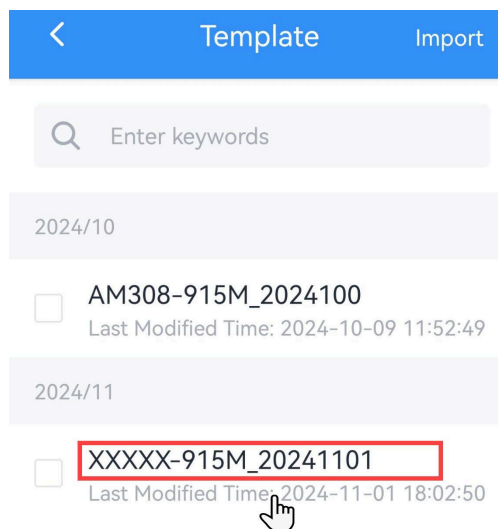 Template Import
Enter keywords
2024/10
AM308-915M_2024100
Last Modified Time: 2024-10-09 11:52:49
2024/11
XXXXX-915M_20241101
Last Modified Time: 2024-11-01 18:02:50